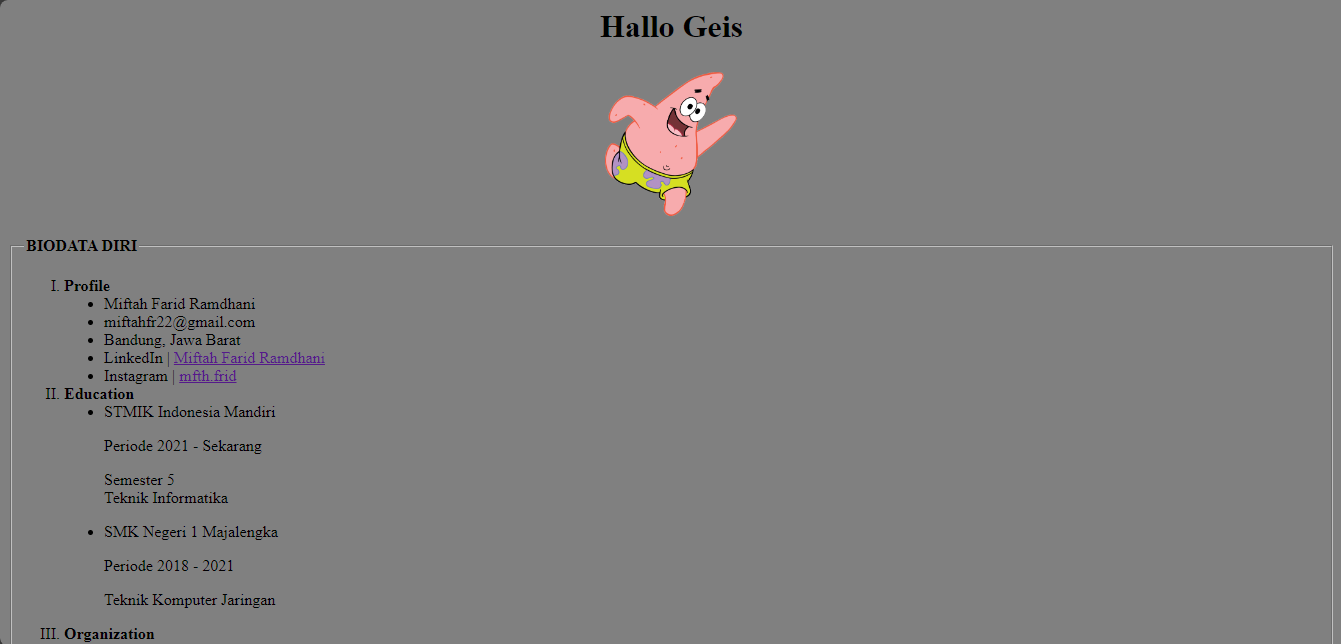 Hallo Geis
BIODATA DIRI
I. Profile
• Miftah Farid Ramdhani
• miftahfr22@gmail.com
• Bandung, Jawa Barat
• LinkedIn | Miftah Farid Ramdhani
• Instagram | mfth.frid
II. Education
• STMIK Indonesia Mandiri
Periode 2021 - Sekarang
Semester 5
Teknik Informatika
• SMK Negeri 1 Majalengka
Periode 2018 - 2021
Teknik Komputer Jaringan
III. Organization